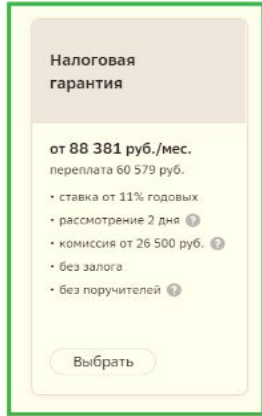 Налоговая
гарантия
от 88 381 руб./мес.
переплата 60 579 руб.
• ставка от 11% годовых
• рассмотрение 2 дня ?
• комиссия от 26 500 руб. ?
• без залога
• без поручителей ?
Выбрать